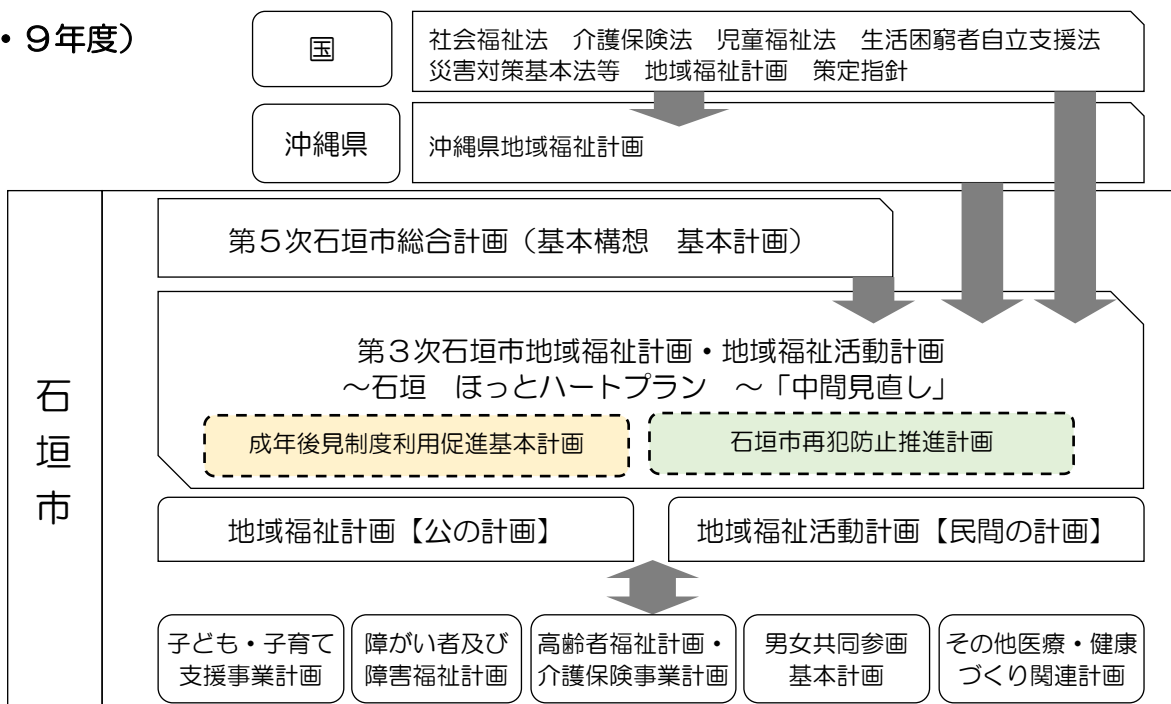 ・９年度）
国
社会福祉法　介護保険法　児童福祉法　生活困窮者自立支援法
災害対策基本法等　地域福祉計画　策定指針
沖縄県
沖縄県地域福祉計画
石垣市
第５次石垣市総合計画（基本構想　基本計画）
第３次石垣市地域福祉計画・地域福祉活動計画
～石垣　ほっとハートプラン　～「中間見直し」
成年後見制度利用促進基本計画
石垣市再犯防止推進計画
地域福祉計画【公の計画】
地域福祉活動計画【民間の計画】
子ども・子育て
支援事業計画
障がい者及び
障害福祉計画
高齢者福祉計画・
介護保険事業計画
男女共同参画
基本計画
その他医療・健康
づくり関連計画